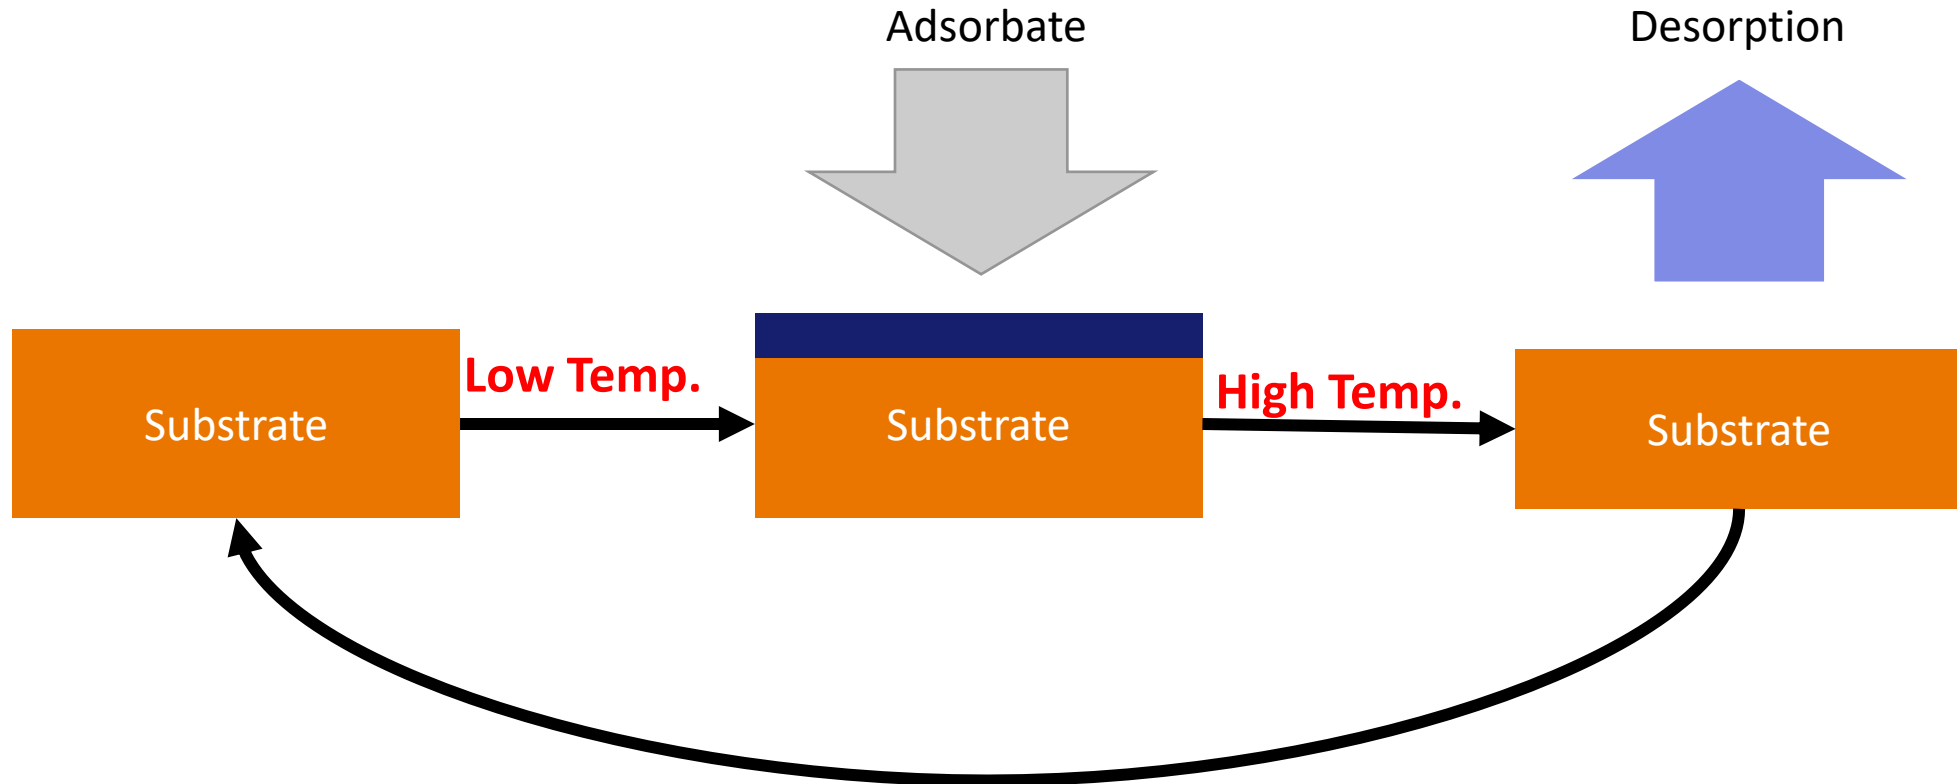 Adsorbate
Desorption
Low Temp.
High Temp.
Substrate
Substrate
Substrate